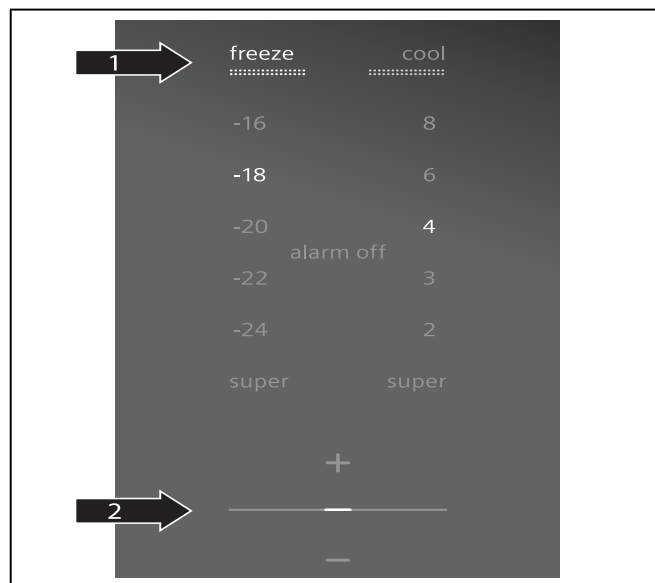 1 freeze cool
-16 8
-18 6
-20 4
alarm off
-22 3
-24 2
super super
+
2
−